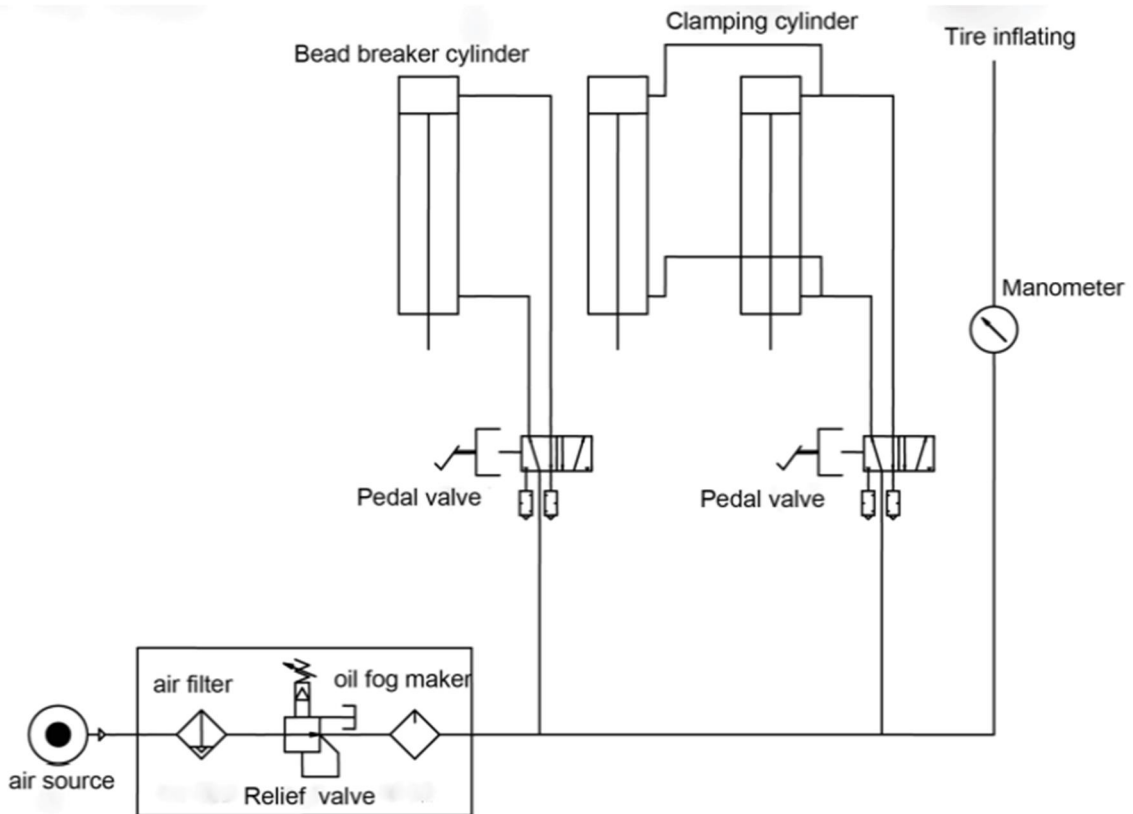 Clamping cylinder
Tire inflating
Bead breaker cylinder
Manometer
Pedal valve
Pedal valve
air filter
oil fog maker
air source
Relief valve